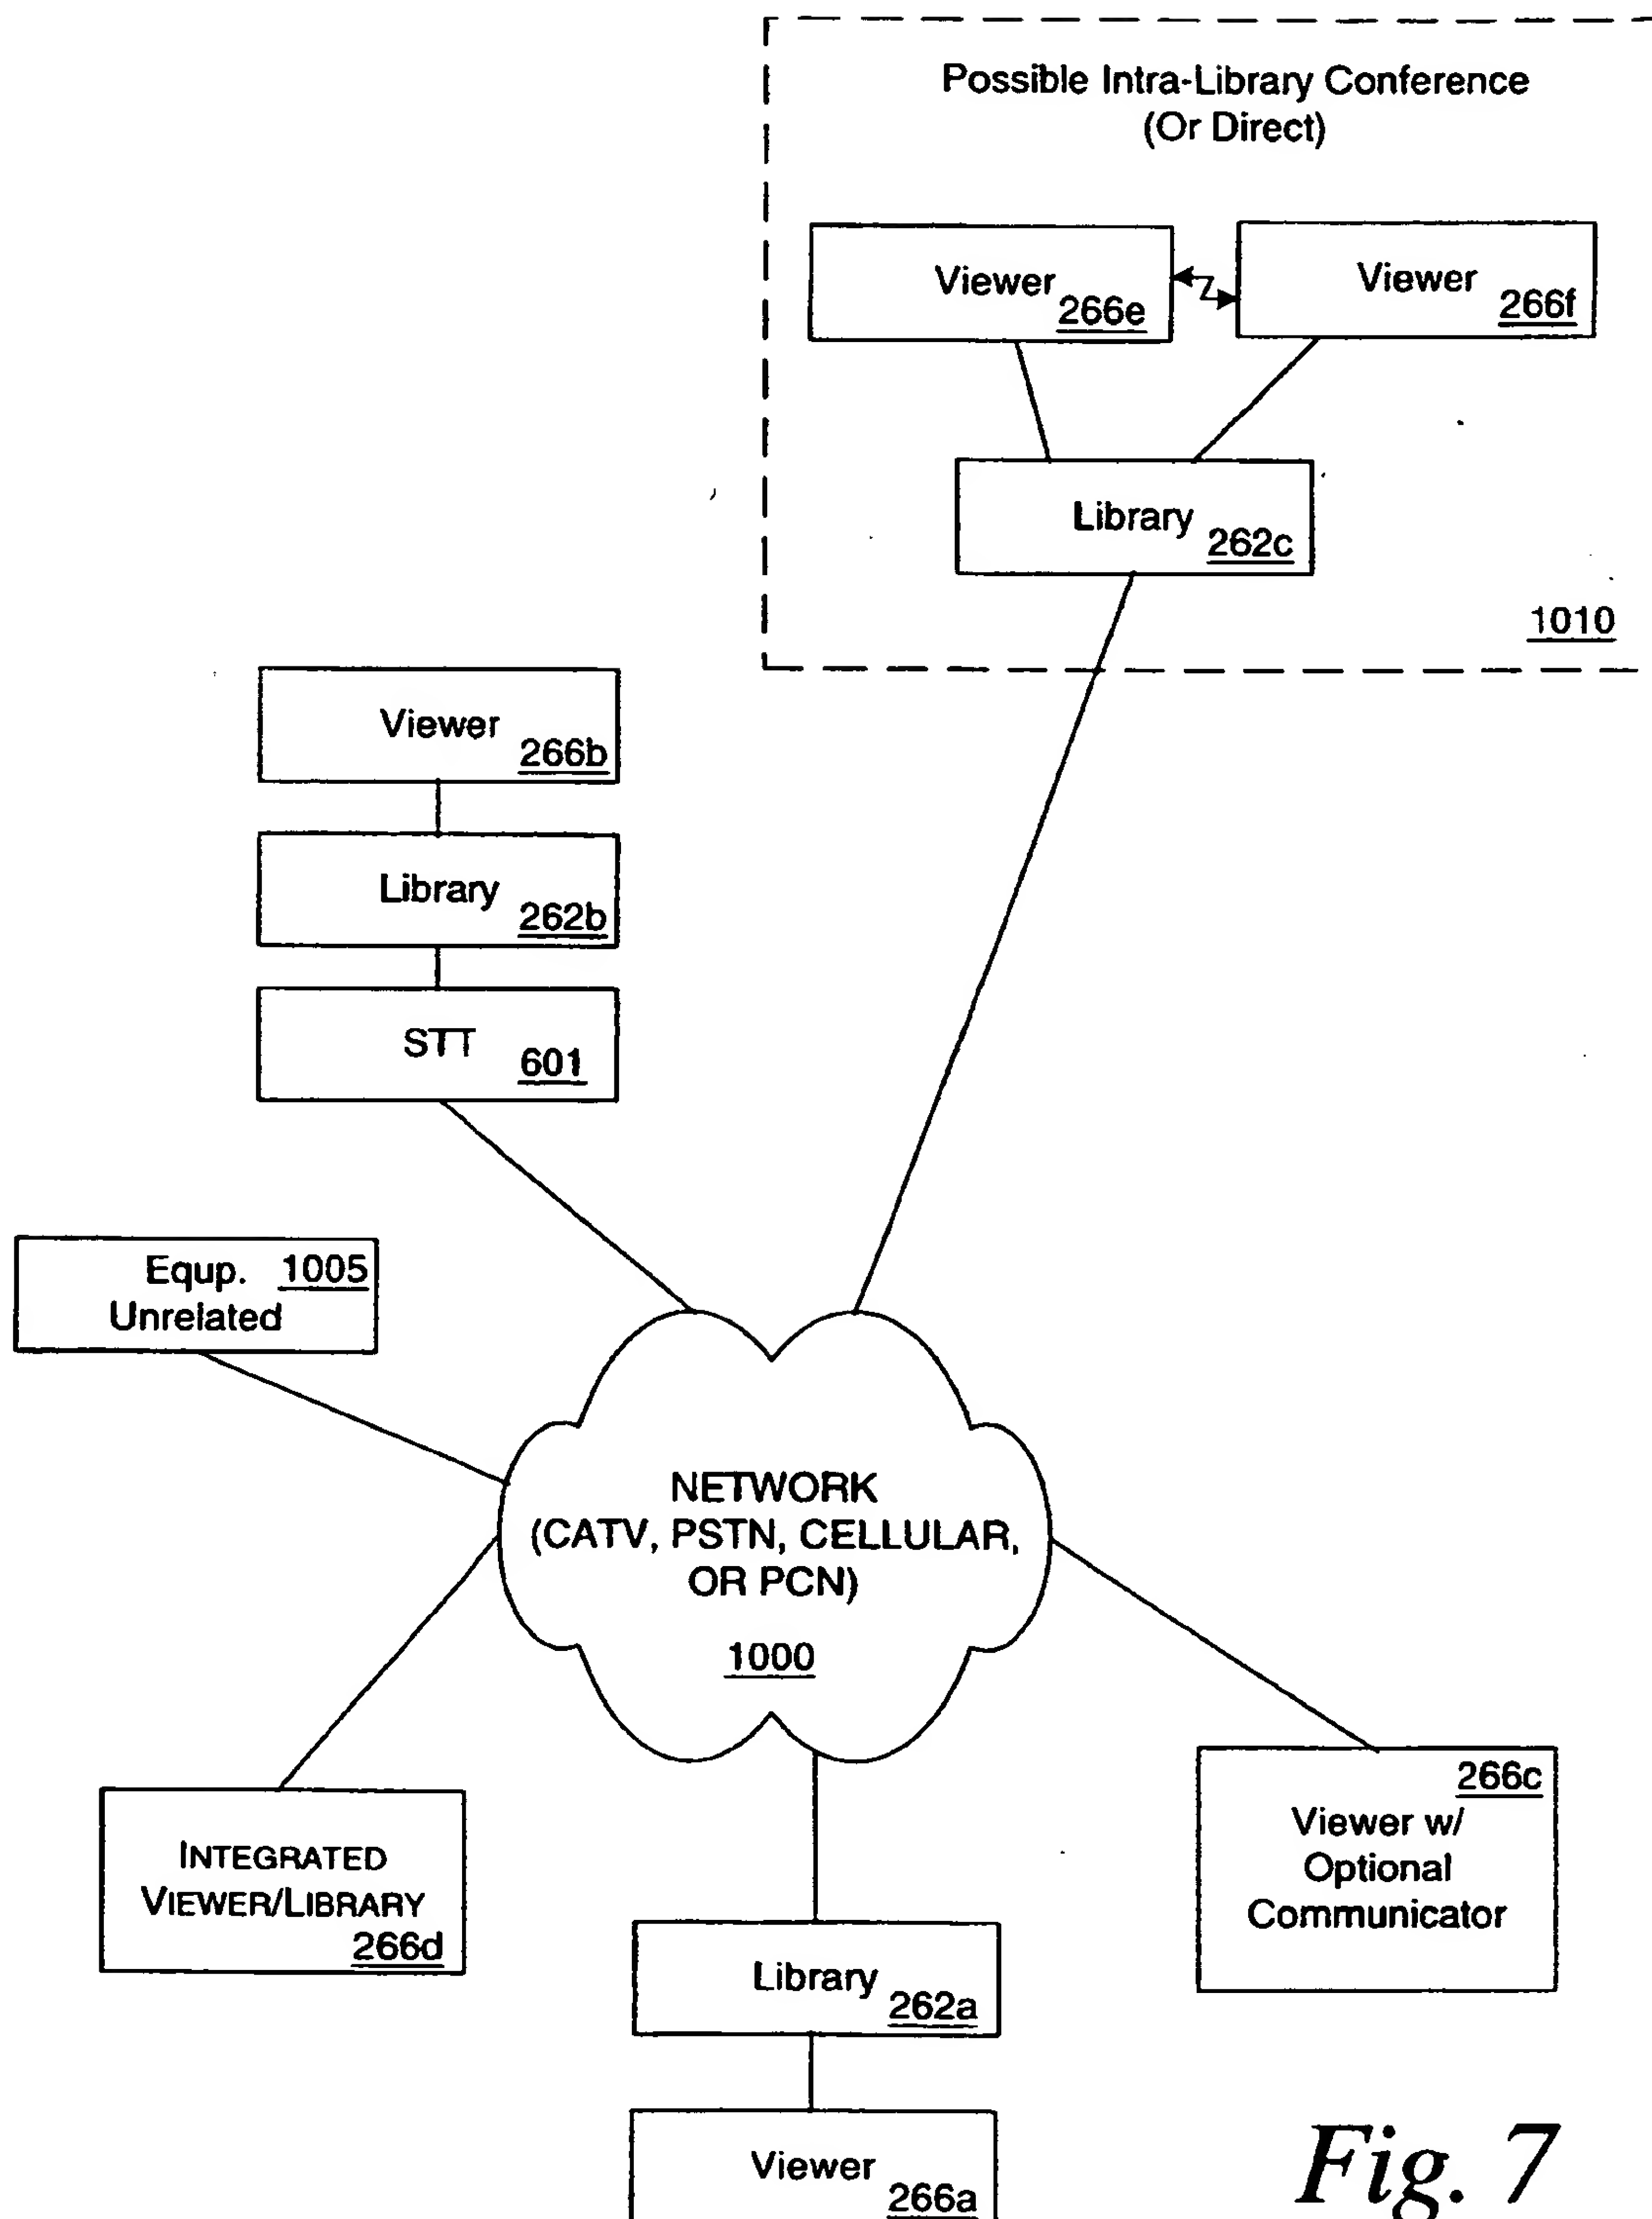 Possible Intra-Library Conference
(Or Direct)
Viewer
266e
Viewer
266f
Library
262c
1010
Viewer
266b
Library
262b
STT
601
Equp. 1005
Unrelated
NETWORK
(CATV, PSTN, CELLULAR,
OR PCN)
1000
INTEGRATED
VIEWER/LIBRARY
266d
266c
Viewer w/
Optional
Communicator
Library
262a
Viewer
266a
Fig. 7